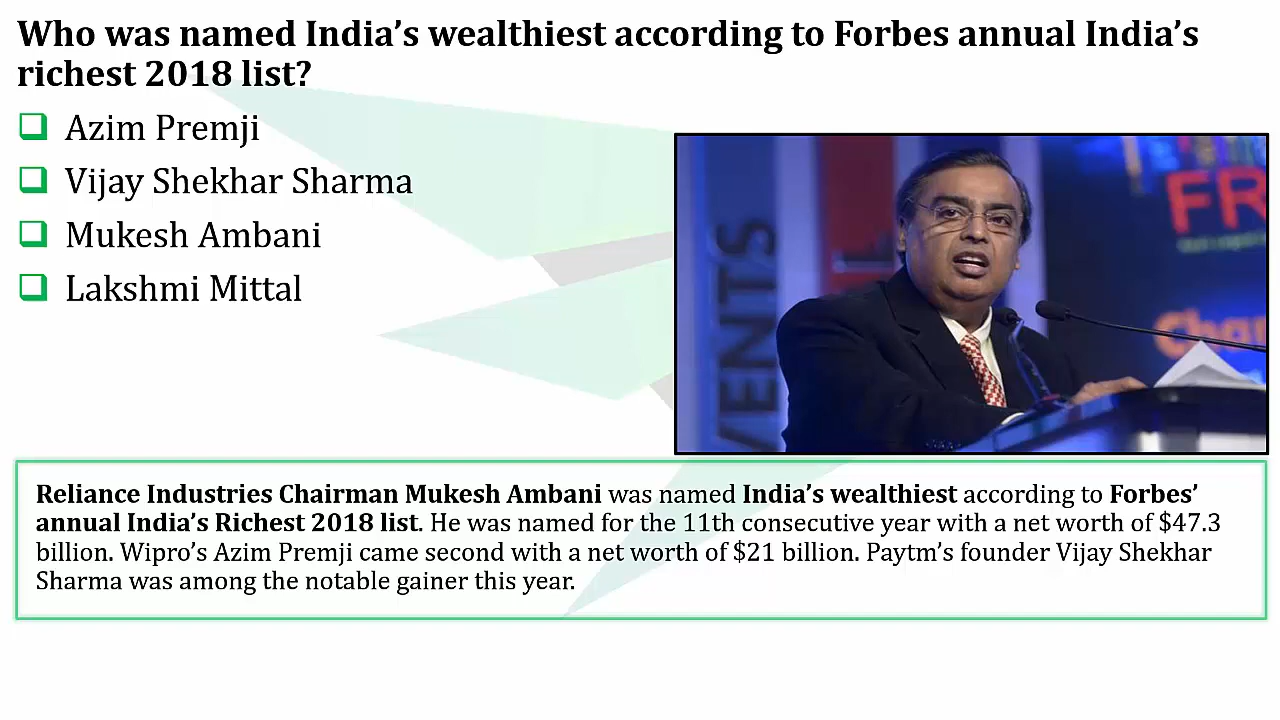 Who was named India’s wealthiest according to Forbes annual India’s
richest 2018 list?
Azim Premji
Vijay Shekhar Sharma
Mukesh Ambani
Lakshmi Mittal
VENTS
FR
Char
Reliance Industries Chairman Mukesh Ambani was named India’s wealthiest according to Forbes’
annual India’s Richest 2018 list. He was named for the 11th consecutive year with a net worth of $47.3
billion. Wipro’s Azim Premji came second with a net worth of $21 billion. Paytm’s founder Vijay Shekhar
Sharma was among the notable gainer this year.